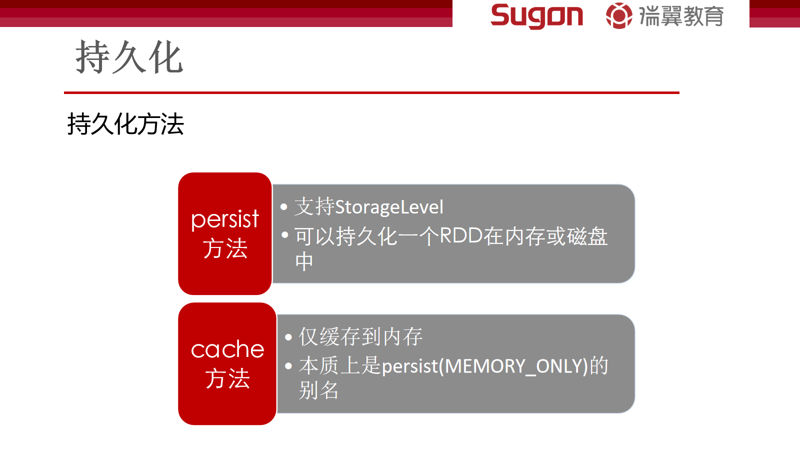 Sugon 瑞翼教育
持久化
持久化方法
persist
方法
• 支持StorageLevel
• 可以持久化一个RDD在内存或磁盘
中
cache
方法
• 仅缓存到内存
• 本质上是persist(MEMORY_ONLY)的
别名